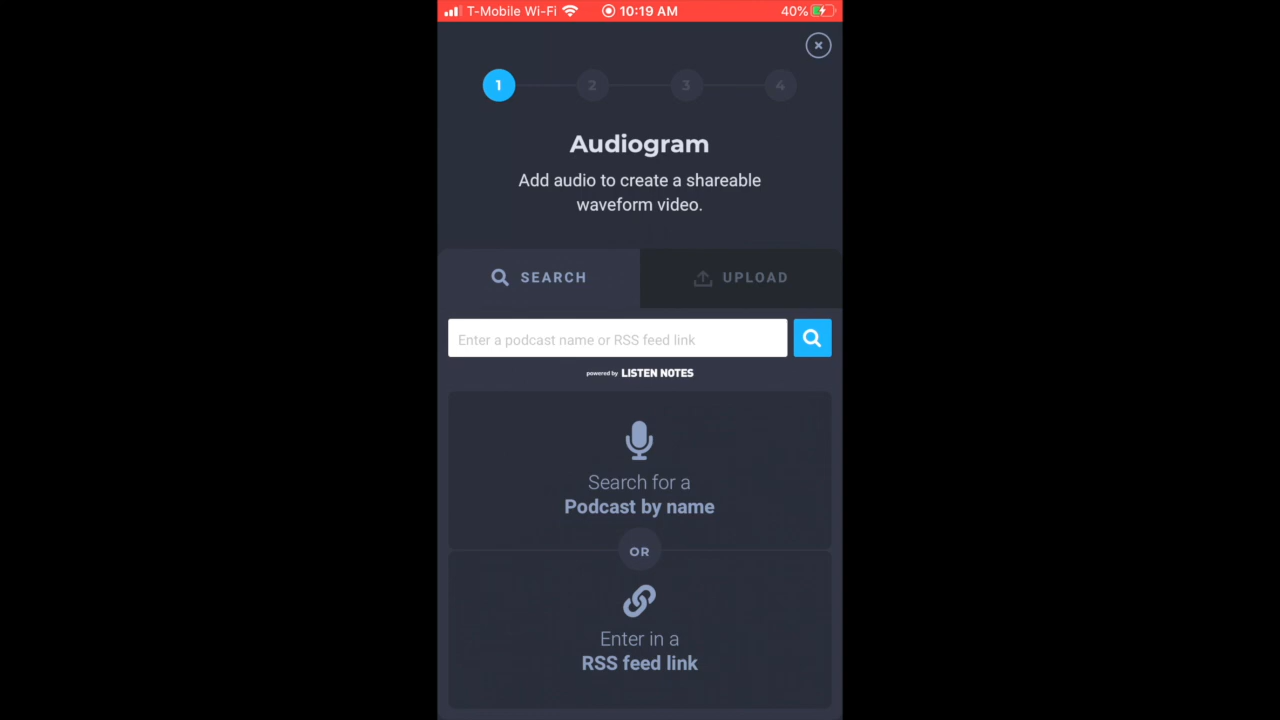 T-Mobile Wi-Fi 10:19 AM 40%
1 2 3 4
Audiogram
Add audio to create a shareable
waveform video.
SEARCH UPLOAD
Enter a podcast name or RSS feed link
powered by LISTEN NOTES
Search for a
Podcast by name
OR
Enter in a
RSS feed link